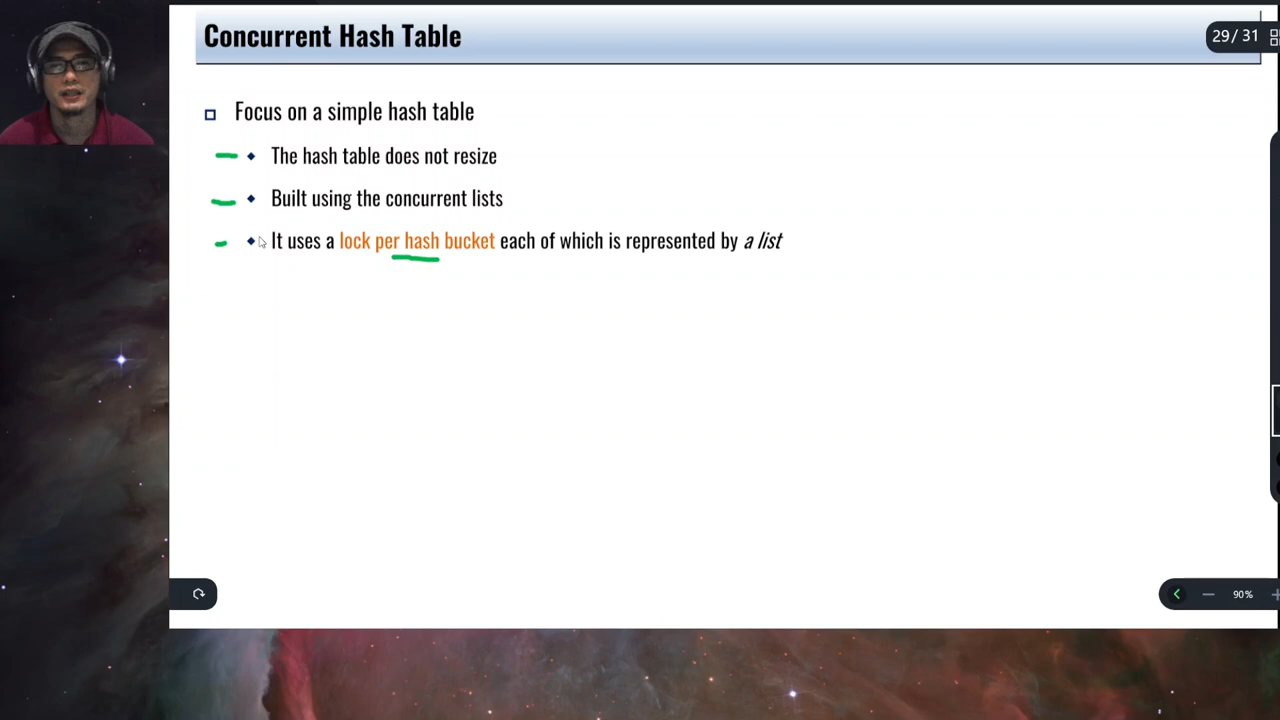 Concurrent Hash Table
29/ 31
Focus on a simple hash table
The hash table does not resize
Built using the concurrent lists
It uses a lock per hash bucket each of which is represented by a list
90%